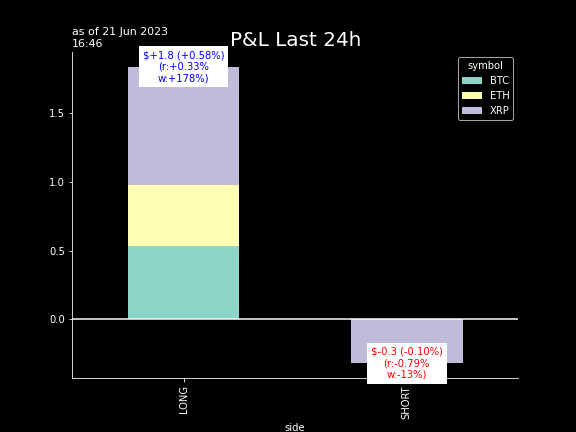 as of 21 Jun 2023
16:46
P&L Last 24h
$+1.8 (+0.58%)
(r:+0.33%
w:+178%)
symbol
BTC
ETH
XRP
1.5
1.0
0.5
0.0
$-0.3 (-0.10%)
(r:-0.79%
w:-13%)
LONG
SHORT
side